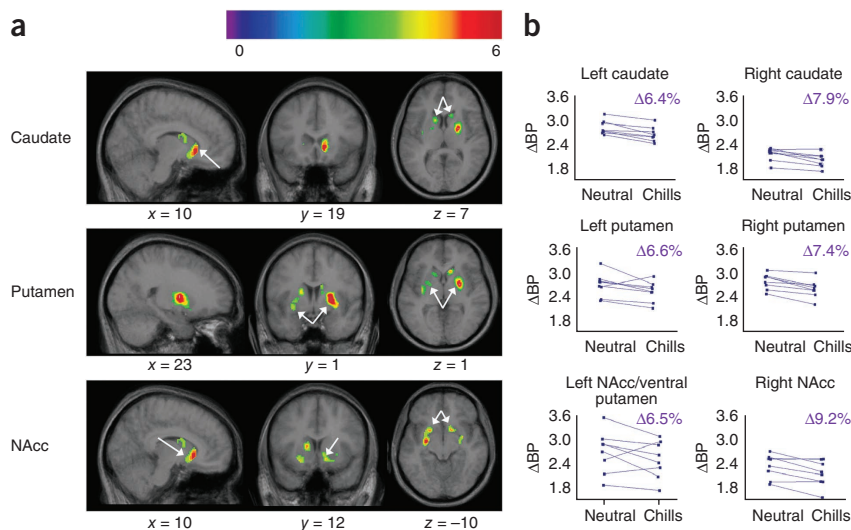 a
0
6
Caudate
x = 10
y = 19
z = 7
Putamen
x = 23
y = 1
z = 1
NAcc
x = 10
y = 12
z = –10
b
Left caudate
Δ6.4%
ΔBP
3.6
3.0
2.4
1.8
Neutral Chills
Right caudate
Δ7.9%
ΔBP
3.6
3.0
2.4
1.8
Neutral Chills
Left putamen
Δ6.6%
ΔBP
3.6
3.0
2.4
1.8
Neutral Chills
Right putamen
Δ7.4%
ΔBP
3.6
3.0
2.4
1.8
Neutral Chills
Left NAcc/ventral
putamen
Δ6.5%
ΔBP
3.6
3.0
2.4
1.8
Neutral Chills
Right NAcc
Δ9.2%
ΔBP
3.6
3.0
2.4
1.8
Neutral Chills